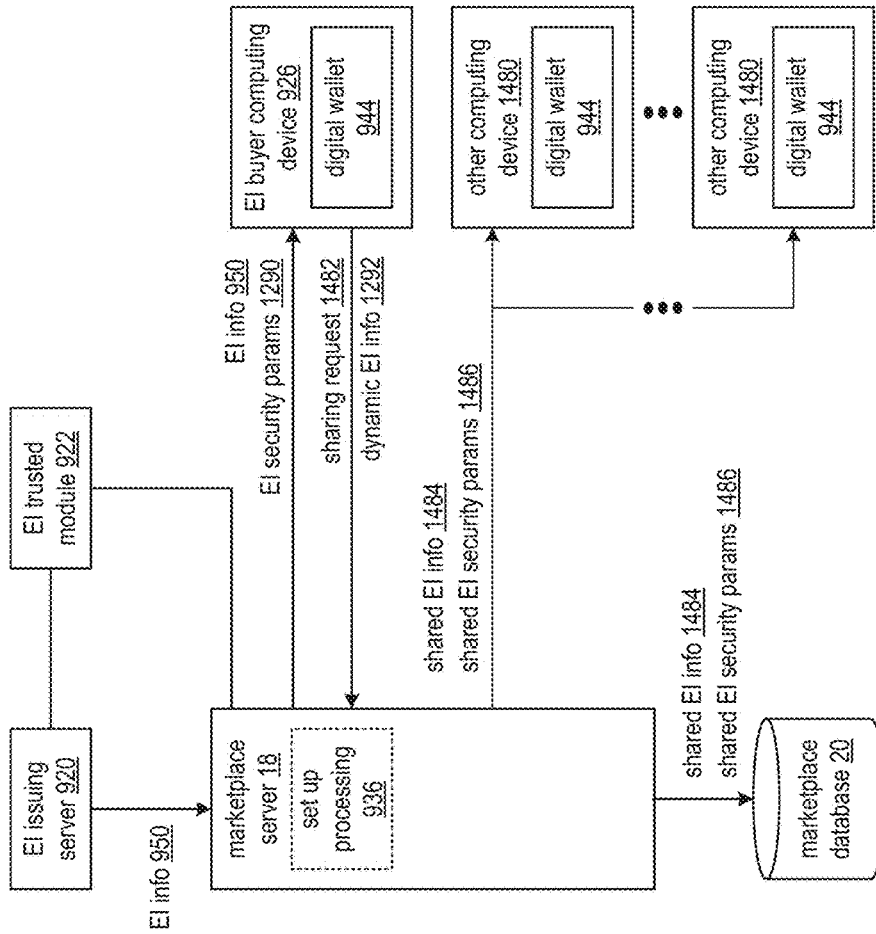 EI issuing
server 920
EI trusted
module 922
EI info 950
marketplace
server 18
set up
processing
936
EI info 950
EI security params 1290
sharing request 1482
dynamic EI info 1292
EI buyer computing
device 926
digital wallet
944
shared EI info 1484
shared EI security params 1486
other computing
device 1480
digital wallet
944
other computing
device 1480
digital wallet
944
shared EI info 1484
shared EI security params 1486
marketplace
database 20